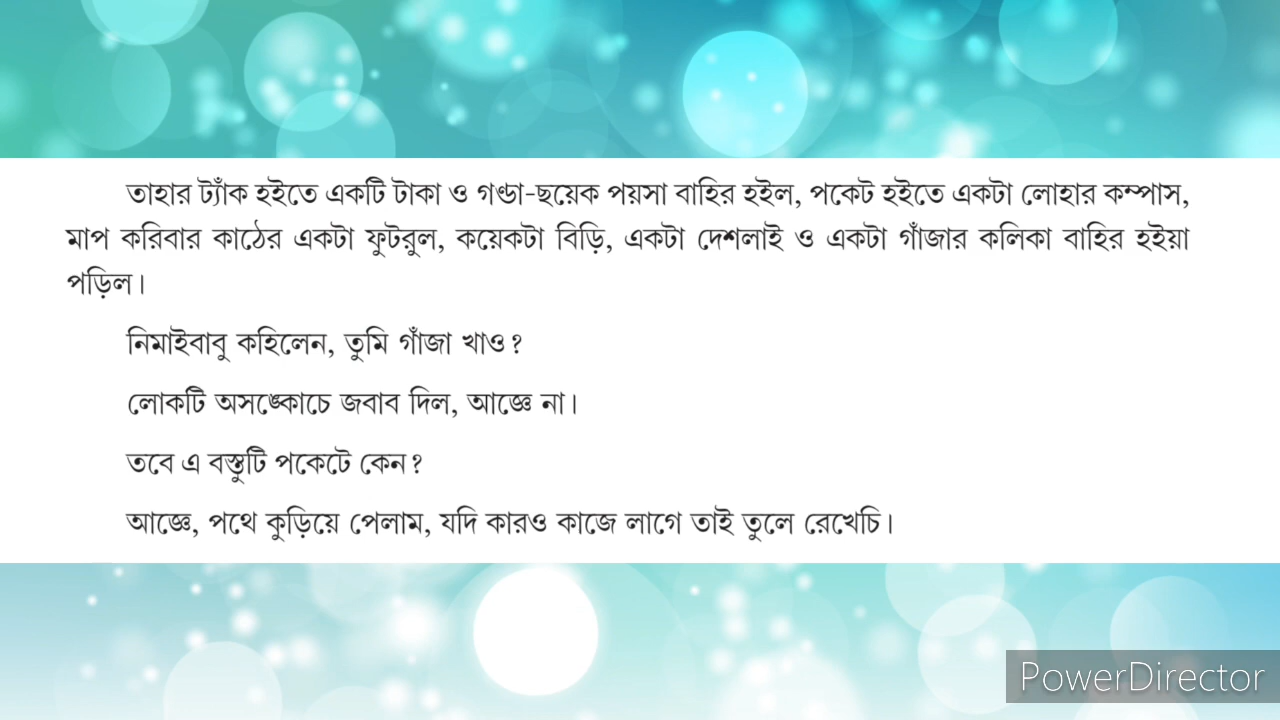 তাহার ট্যাঁক হইতে একটি টাকা ও গণ্ডা-ছয়েক পয়সা বাহির হইল, পকেট হইতে একটা লোহার কম্পাস,
মাপ করিবার কাঠের একটা ফুটরুল, কয়েকটা বিড়ি, একটা দেশলাই ও একটা গাঁজার কলিকা বাহির হইয়া
পড়িল।
নিমাইবাবু কহিলেন, তুমি গাঁজা খাও?
লোকটি অসঙ্কোচে জবাব দিল, আজ্ঞে না।
তবে এ বস্তুটি পকেটে কেন?
আজ্ঞে, পথে কুড়িয়ে পেলাম, যদি কারও কাজে লাগে তাই তুলে রেখেচি।
PowerDirector